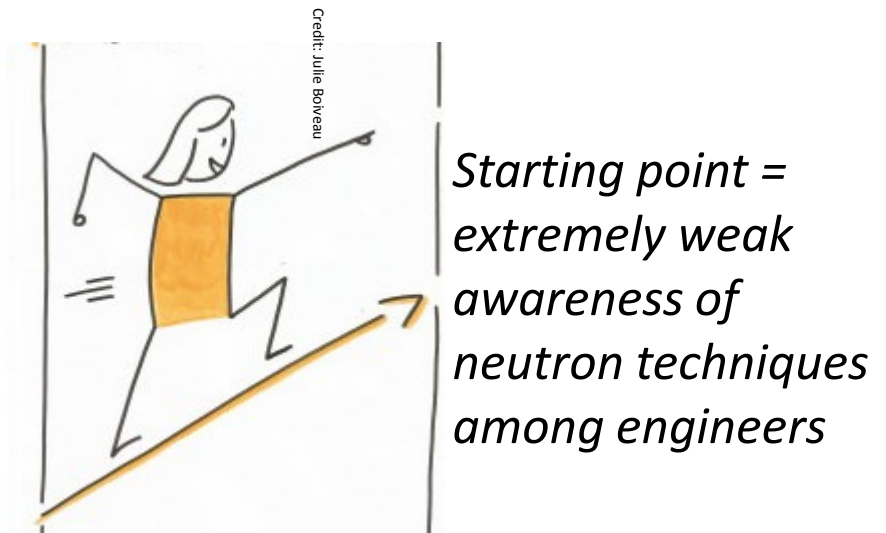 Credit: Julie Boiveau
Starting point =
extremely weak
awareness of
neutron techniques
among engineers